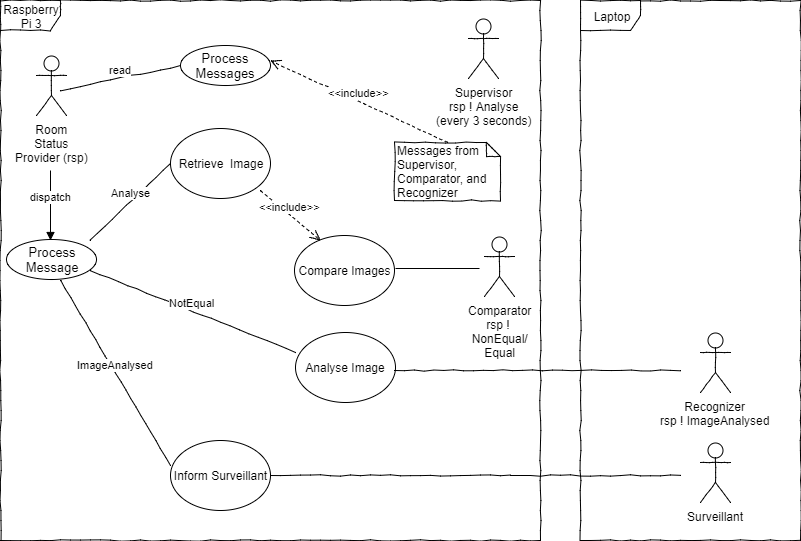 Raspberry
Pi 3
Laptop
Process
Messages
read
<<include>>
Supervisor
rsp ! Analyse
(every 3 seconds)
Room
Status
Provider (rsp)
Messages from
Supervisor,
Comparator, and
Recognizer
Retrieve Image
Analyse
dispatch
<<include>>
Process
Message
Compare Images
Comparator
rsp !
NonEqual/
Equal
NotEqual
Analyse Image
ImageAnalysed
Recognizer
rsp ! ImageAnalysed
Inform Surveillant
Surveillant